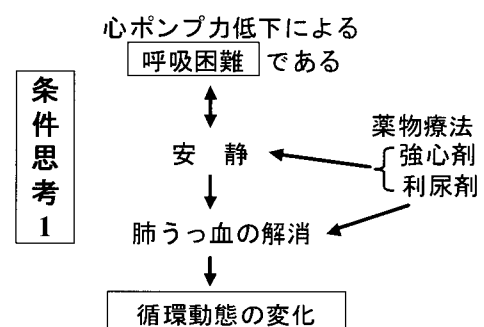 心ポンプ力低下による
呼吸困難 である
条件思考1
安 静
薬物療法
強心剤
利尿剤
肺うっ血の解消
循環動態の変化